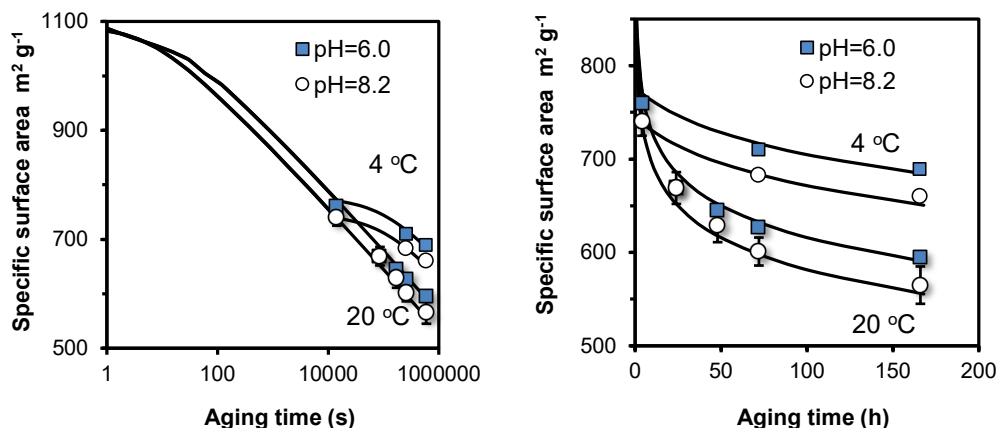 Specific surface area m² g⁻¹
1100
900
700
500
1
100
10000
1000000
Aging time (s)
pH=6.0
pH=8.2
4 °C
20 °C
Specific surface area m² g⁻¹
800
700
600
500
0
50
100
150
200
Aging time (h)
pH=6.0
pH=8.2
4 °C
20 °C